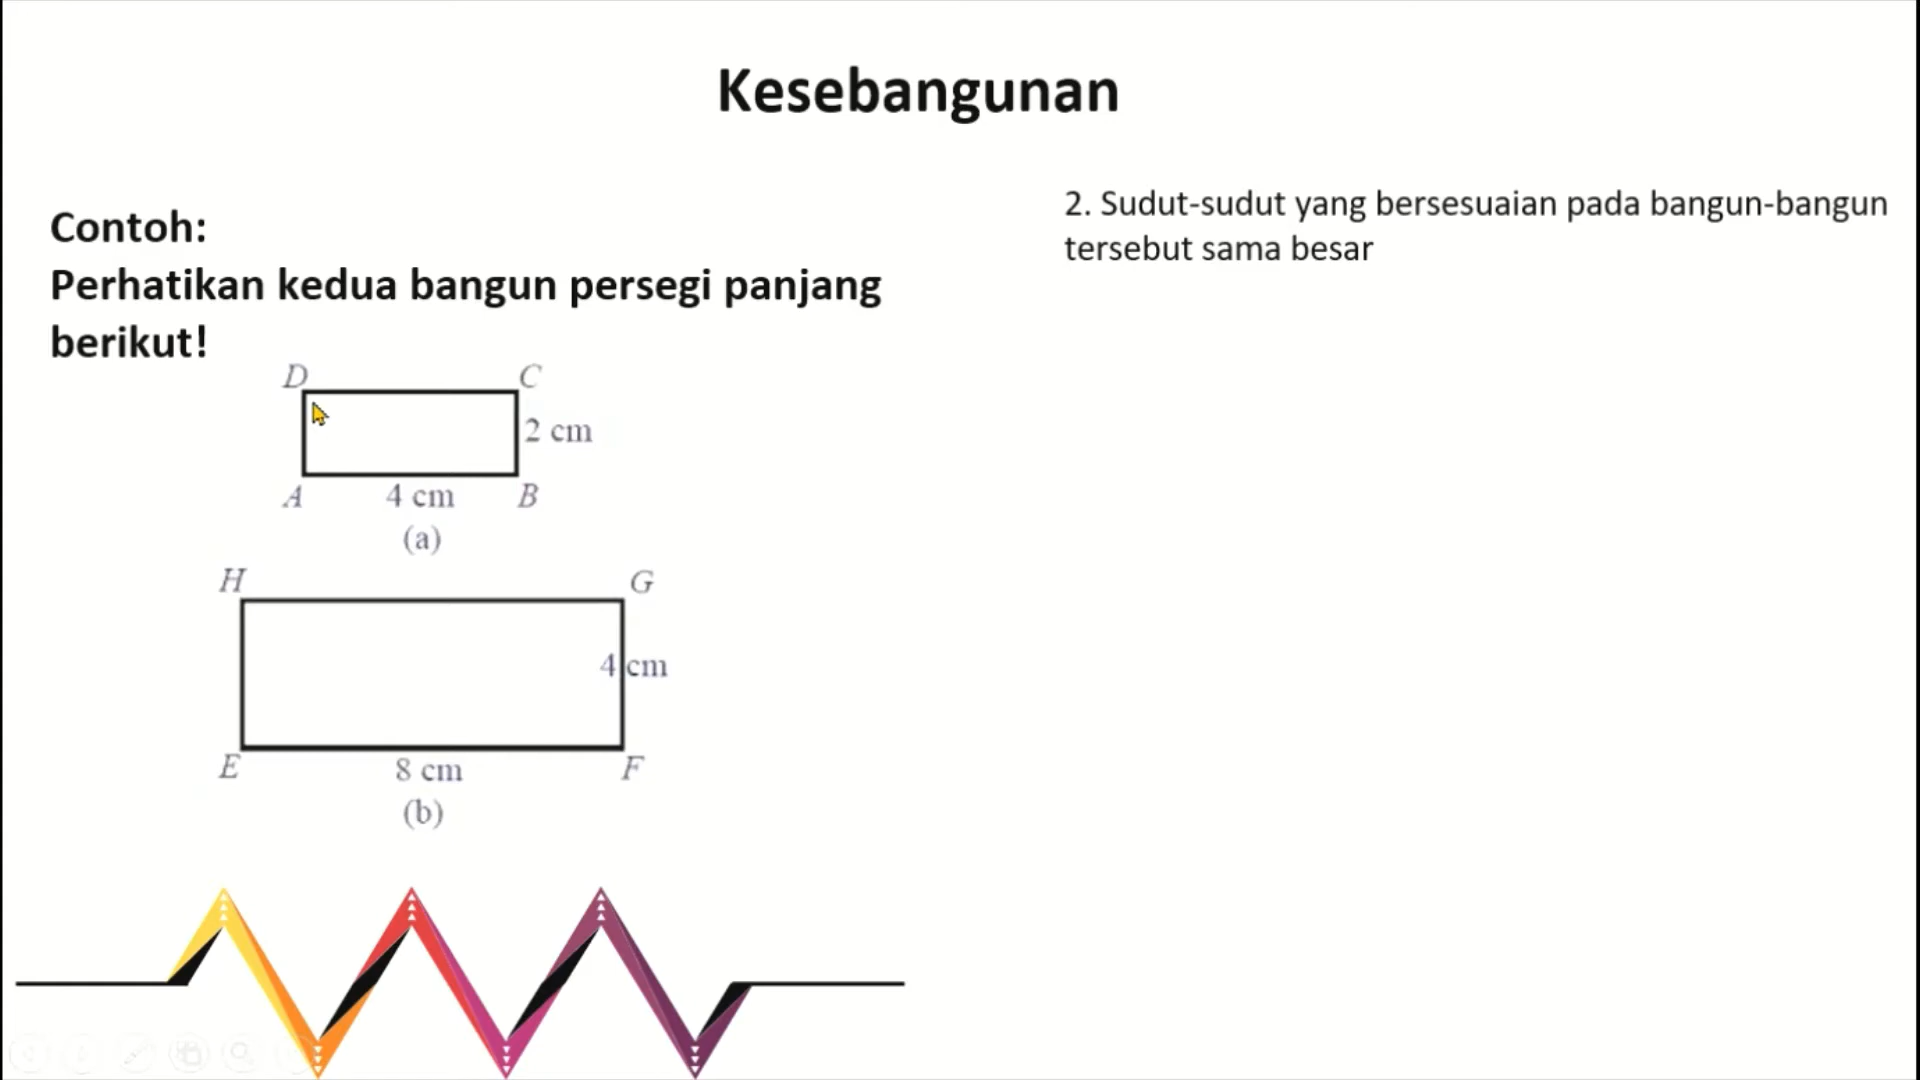 Kesebangunan
Contoh:
Perhatikan kedua bangun persegi panjang
berikut!
D
C
2 cm
A
4 cm
B
(a)
H
G
4 cm
E
8 cm
F
(b)
2. Sudut-sudut yang bersesuaian pada bangun-bangun
tersebut sama besar